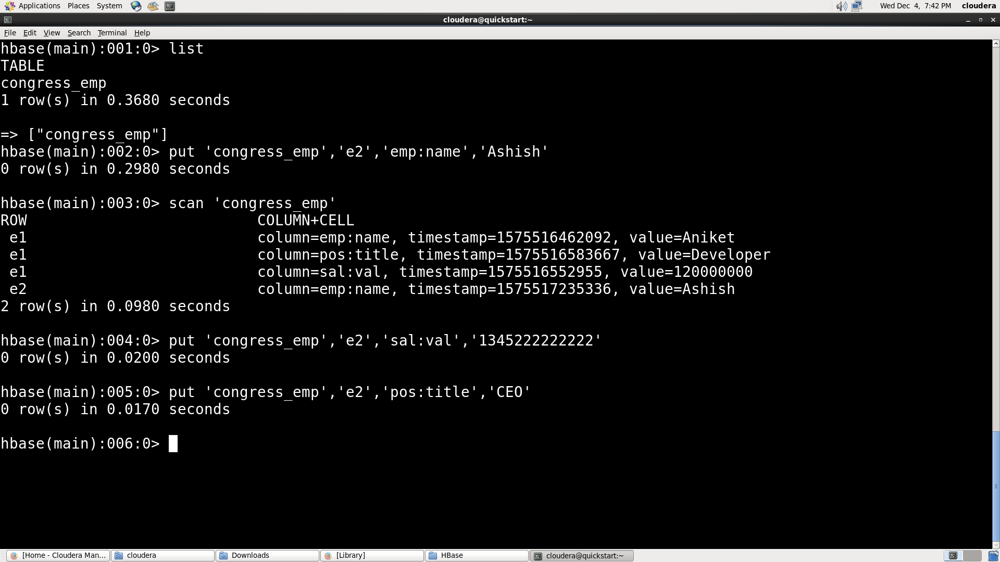 Applications Places System Wed Dec 4, 7:42 PM cloudera
cloudera@quickstart:~
File Edit View Search Terminal Help
hbase(main):001:0> list
TABLE
congress_emp
1 row(s) in 0.3680 seconds
=> ["congress_emp"]
hbase(main):002:0> put 'congress_emp','e2','emp:name','Ashish'
0 row(s) in 0.2980 seconds
hbase(main):003:0> scan 'congress_emp'
ROW COLUMN+CELL
e1 column=emp:name, timestamp=1575516462092, value=Aniket
e1 column=pos:title, timestamp=1575516583667, value=Developer
e1 column=sal:val, timestamp=1575516552955, value=120000000
e2 column=emp:name, timestamp=1575517235336, value=Ashish
2 row(s) in 0.0980 seconds
hbase(main):004:0> put 'congress_emp','e2','sal:val','1345222222222'
0 row(s) in 0.0200 seconds
hbase(main):005:0> put 'congress_emp','e2','pos:title','CEO'
0 row(s) in 0.0170 seconds
hbase(main):006:0>
[Home - Cloudera Man... cloudera Downloads [Library] HBase cloudera@quickstart:~